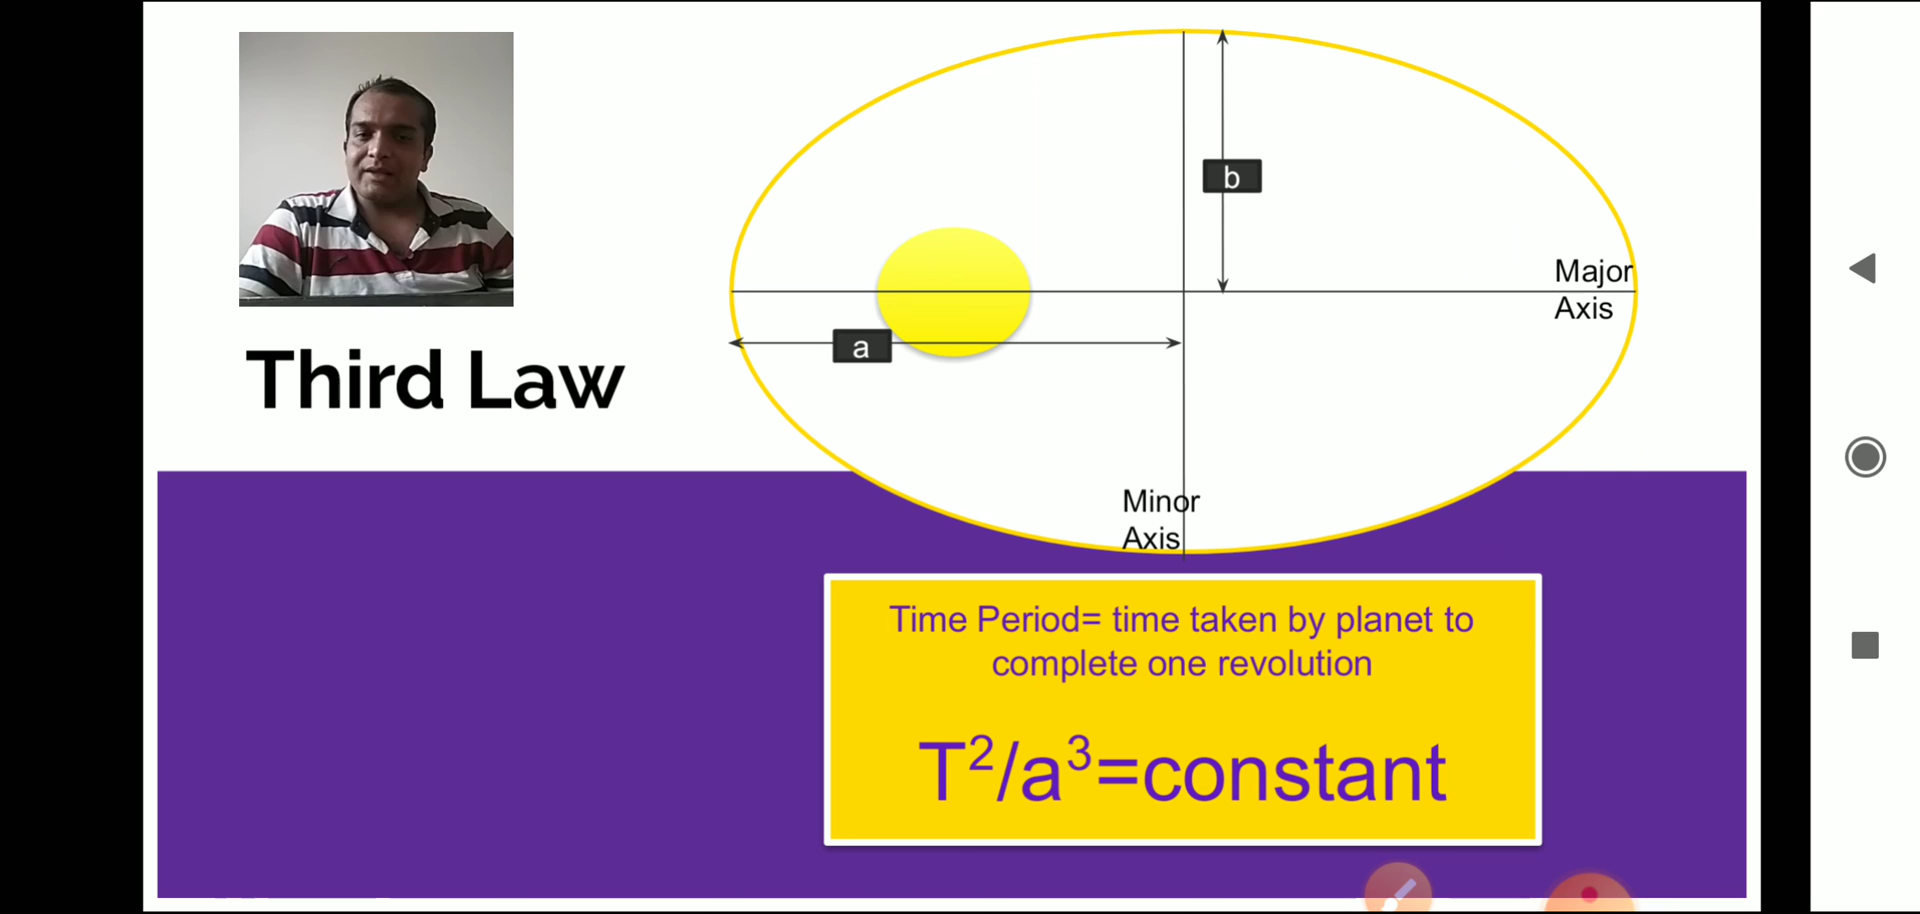 b
Major
Axis
a
Third Law
Minor
Axis
Time Period= time taken by planet to
complete one revolution
T²/a³=constant